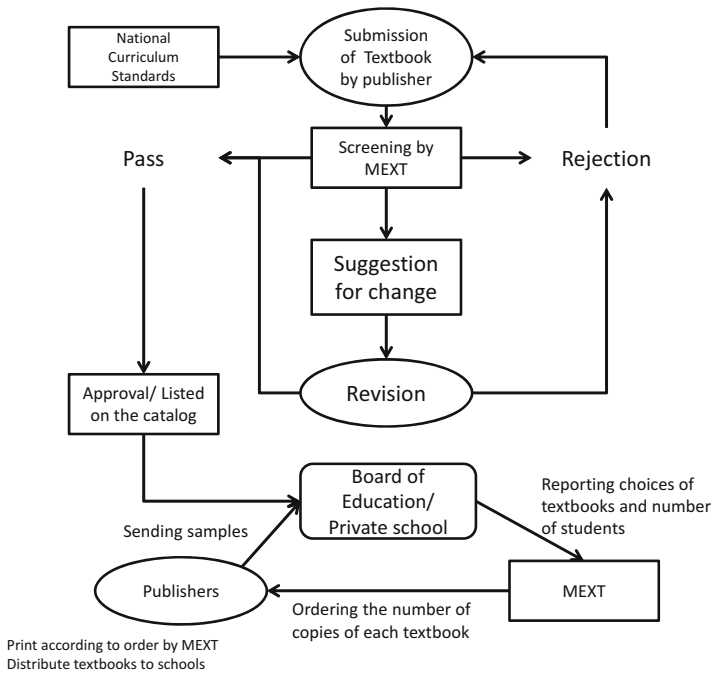 National
Curriculum
Standards
Submission
of Textbook
by publisher
Pass
Screening by
MEXT
Rejection
Suggestion
for change
Revision
Approval/ Listed
on the catalog
Board of
Education/
Private school
Reporting choices of
textbooks and number
of students
Sending samples
Publishers
MEXT
Ordering the number of
copies of each textbook
Print according to order by MEXT
Distribute textbooks to schools